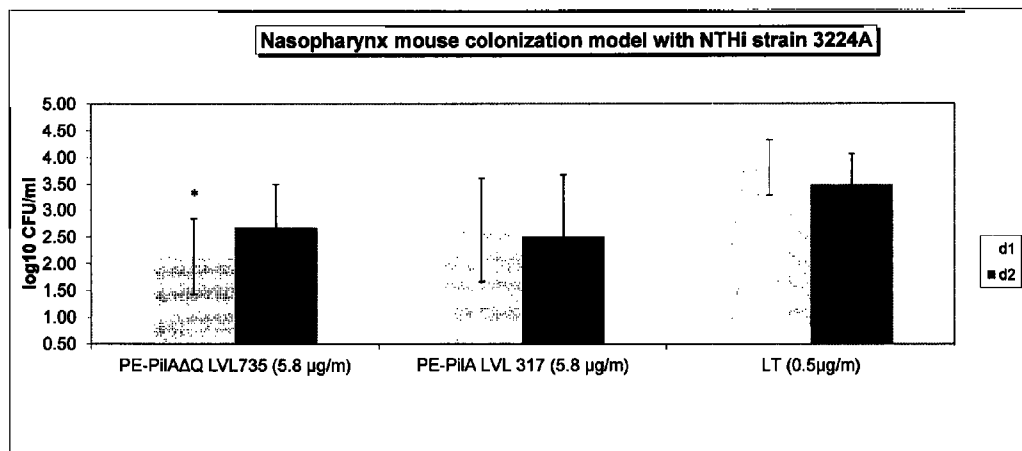 Nasopharynx mouse colonization model with NTHi strain 3224A
log10 CFU/ml
5.00
4.50
4.00
3.50
3.00
2.50
2.00
1.50
1.00
0.50
*
PE-PilAΔQ LVL735 (5.8 µg/m)
PE-PilA LVL 317 (5.8 µg/m)
LT (0.5µg/m)
d1
d2